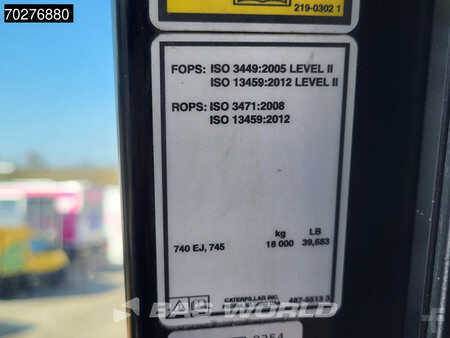 70276880
219-0302 1
FOPS: ISO 3449:2005 LEVEL II
ISO 13459:2012 LEVEL II
ROPS: ISO 3471:2008
ISO 13459:2012
kg LB
740 EJ, 745 18 000 39,683
CATERPILLAR INC.
BAS WORLD